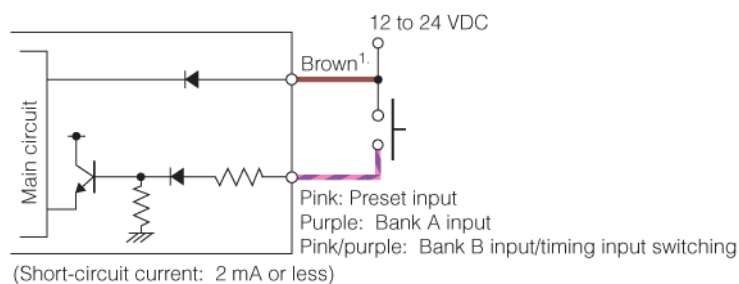 12 to 24 VDC
Brown1.
Main circuit
Pink: Preset input
Purple: Bank A input
Pink/purple: Bank B input/timing input switching
(Short-circuit current: 2 mA or less)